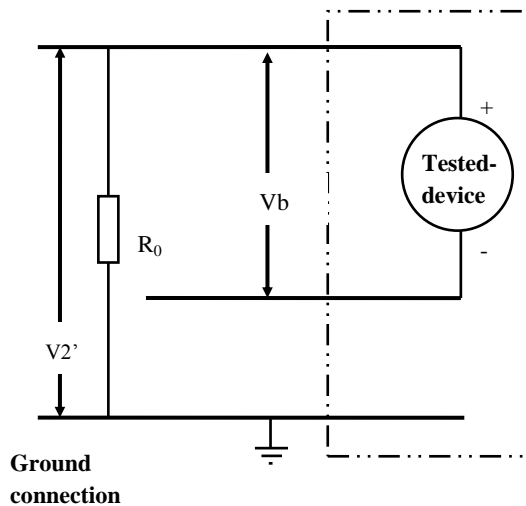 +
Tested-
device
Vb
R0
-
V2’
Ground
connection